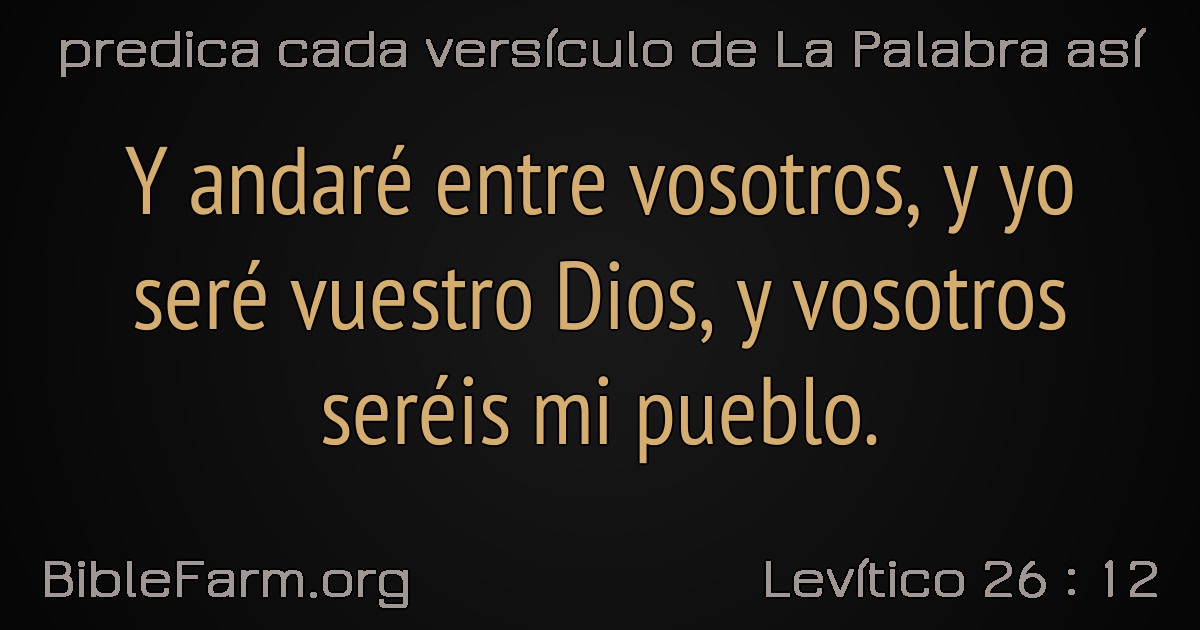 predica cada versículo de La Palabra así
Y andaré entre vosotros, y yo
seré vuestro Dios, y vosotros
seréis mi pueblo.
BibleFarm.org
Levítico 26 : 12